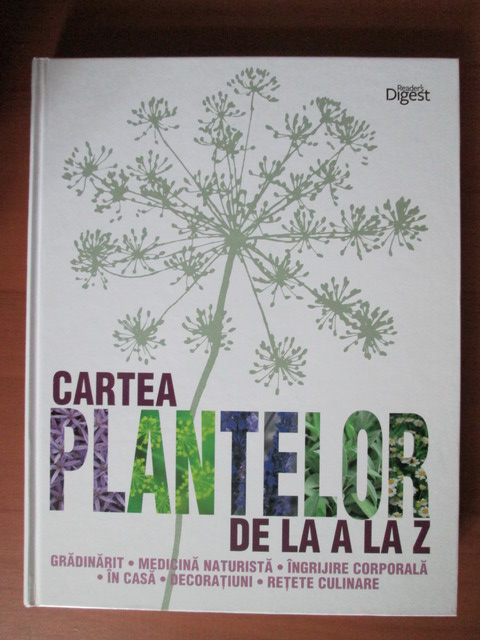 Reader's
Digest
CARTEA
PLANTELOR
DE LA A LA Z
GRĂDINĂRIT • MEDICINĂ NATURISTĂ • ÎNGRIJIRE CORPORALĂ
• ÎN CASĂ • DECORAȚIUNI • REȚETE CULINARE